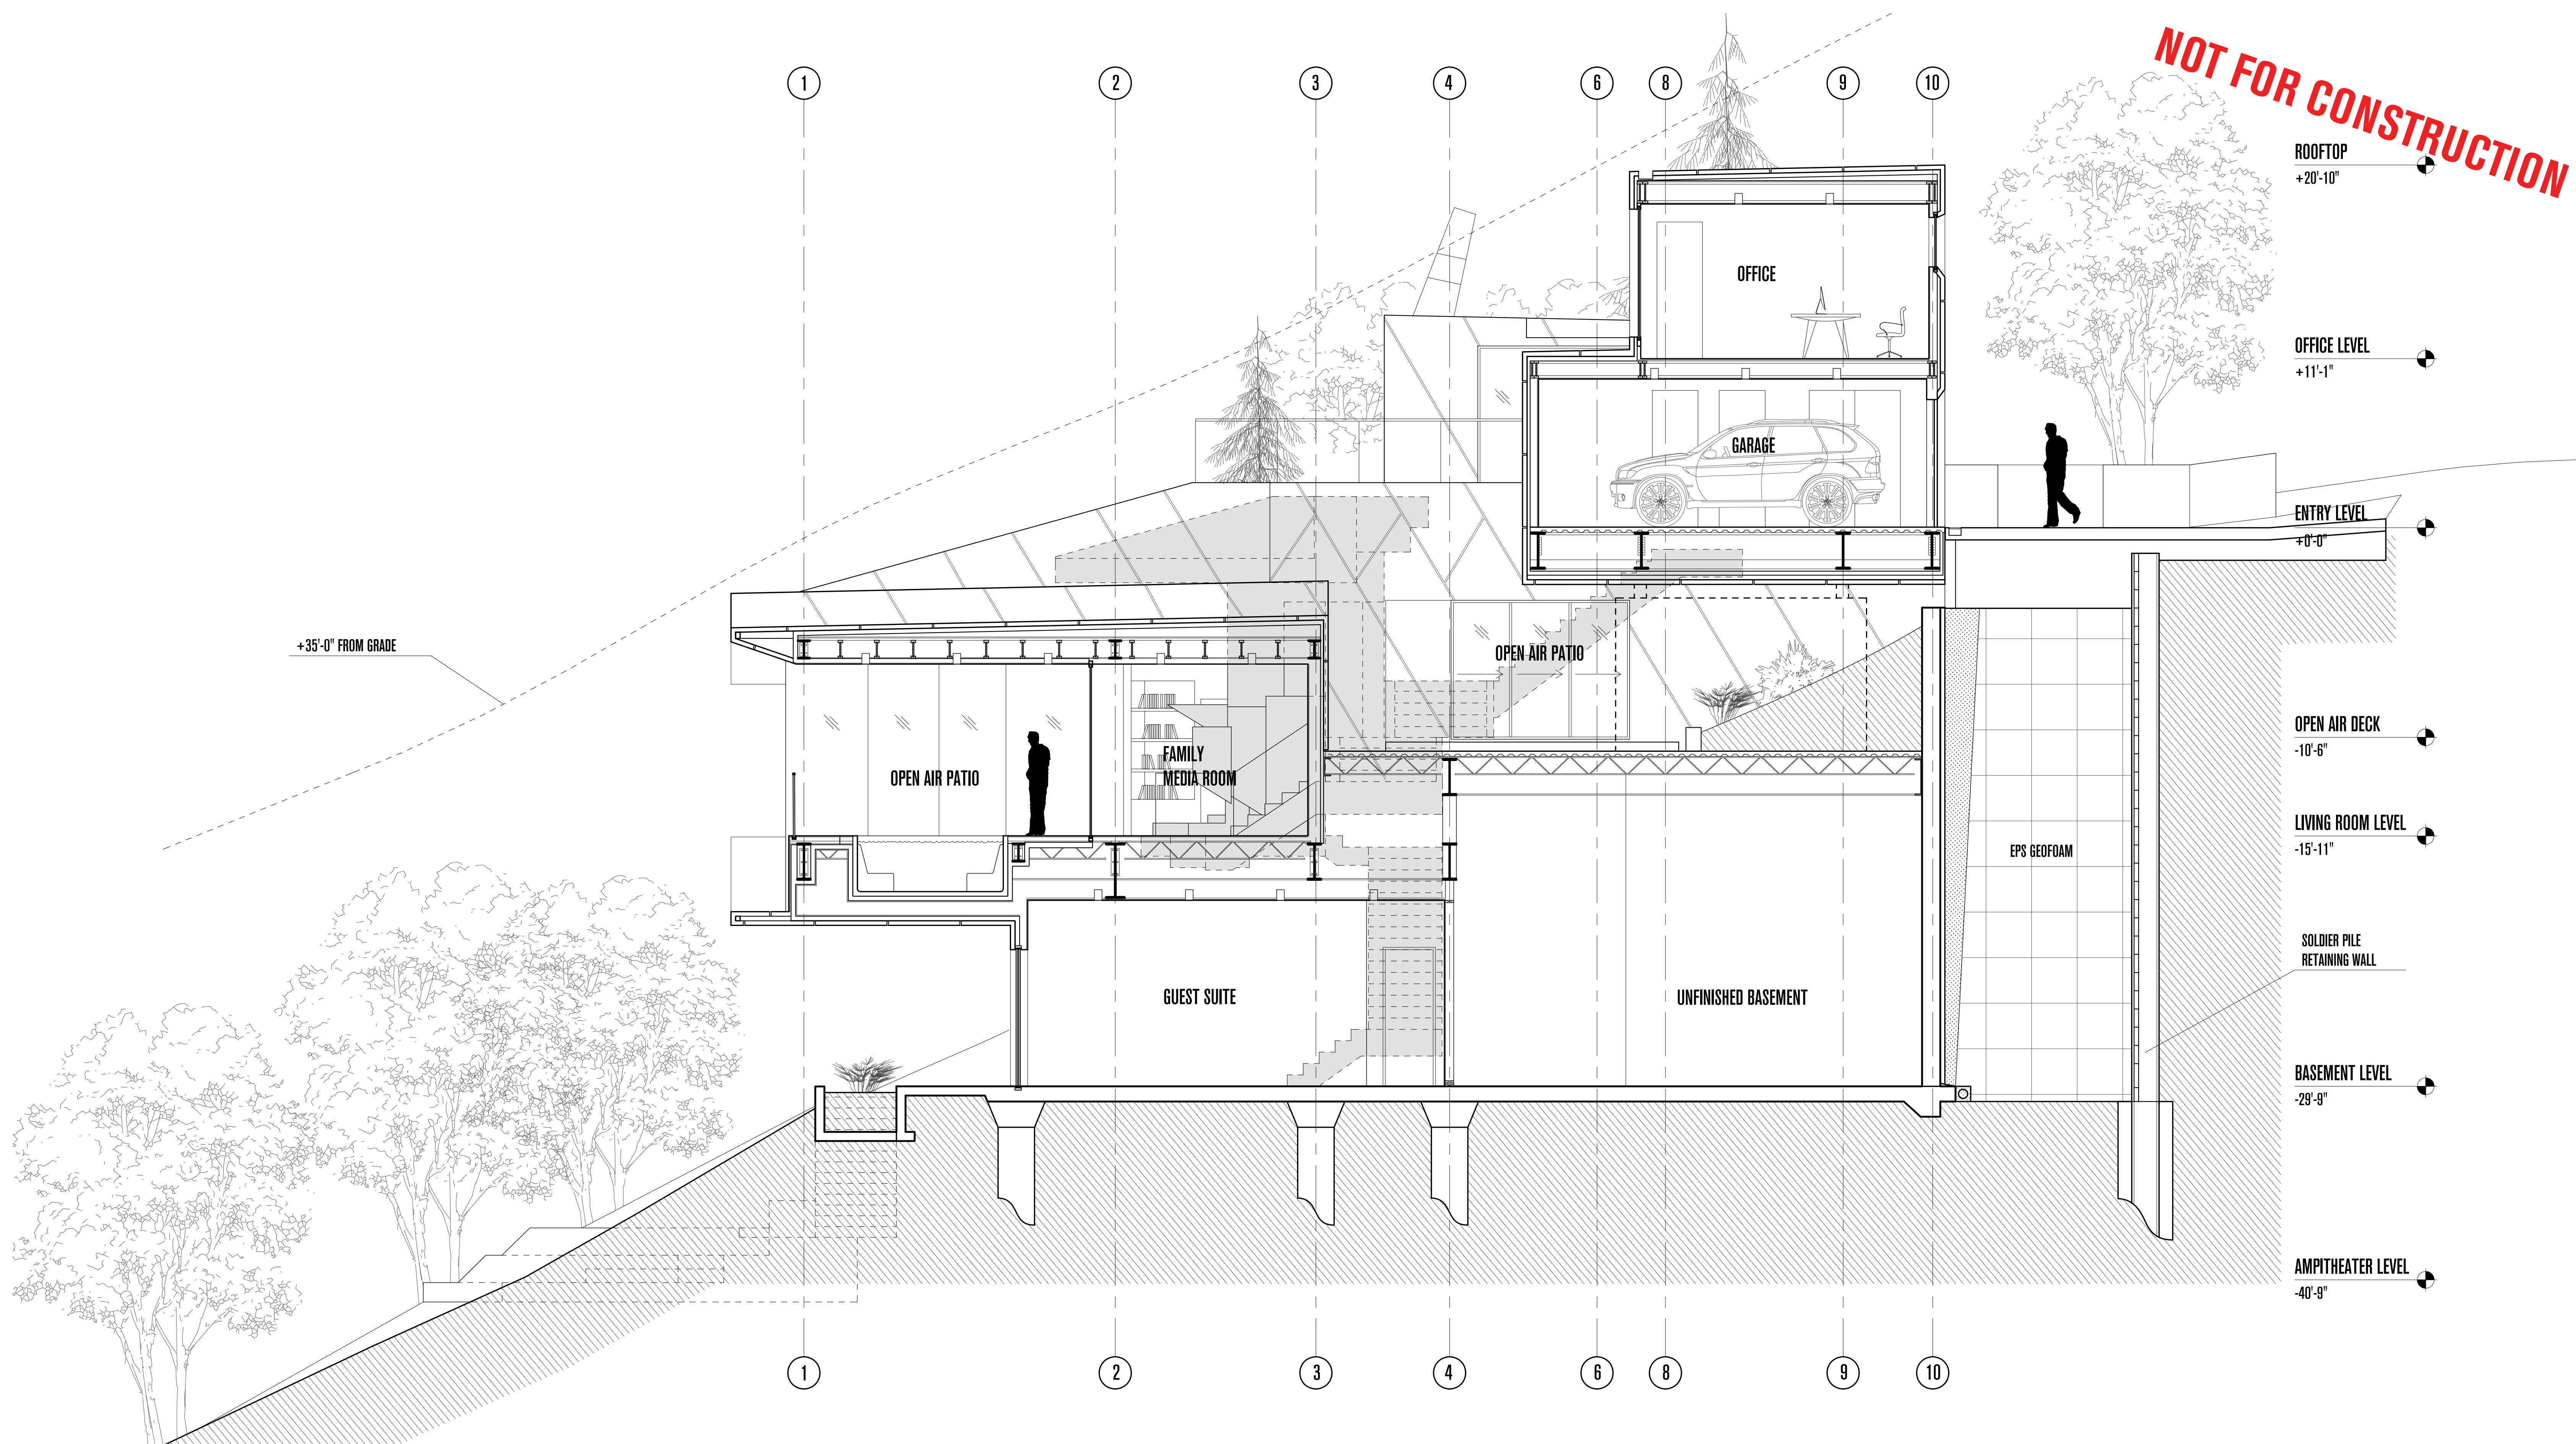 NOT FOR CONSTRUCTION
1 2 3 4 6 8 9 10
ROOFTOP
+20'-10"
OFFICE
OFFICE LEVEL
+11'-1"
GARAGE
ENTRY LEVEL
+0'-0"
+35'-0" FROM GRADE
OPEN AIR PATIO
OPEN AIR DECK
-10'-6"
FAMILY
MEDIA ROOM
OPEN AIR PATIO
LIVING ROOM LEVEL
-15'-11"
EPS GEOFOAM
SOLDIER PILE
RETAINING WALL
GUEST SUITE
UNFINISHED BASEMENT
BASEMENT LEVEL
-29'-9"
AMPITHEATER LEVEL
-40'-9"
1 2 3 4 6 8 9 10